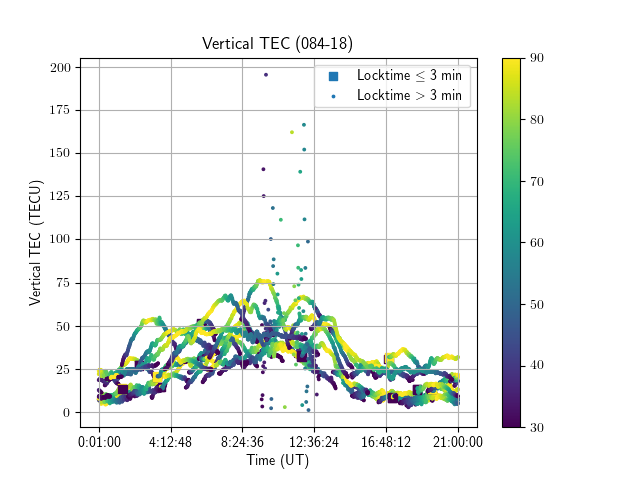 Vertical TEC (084-18)
Locktime ≤ 3 min
Locktime > 3 min
Vertical TEC (TECU)
200
175
150
125
100
75
50
25
0
0:01:00 4:12:48 8:24:36 12:36:24 16:48:12 21:00:00
Time (UT)
90
80
70
60
50
40
30